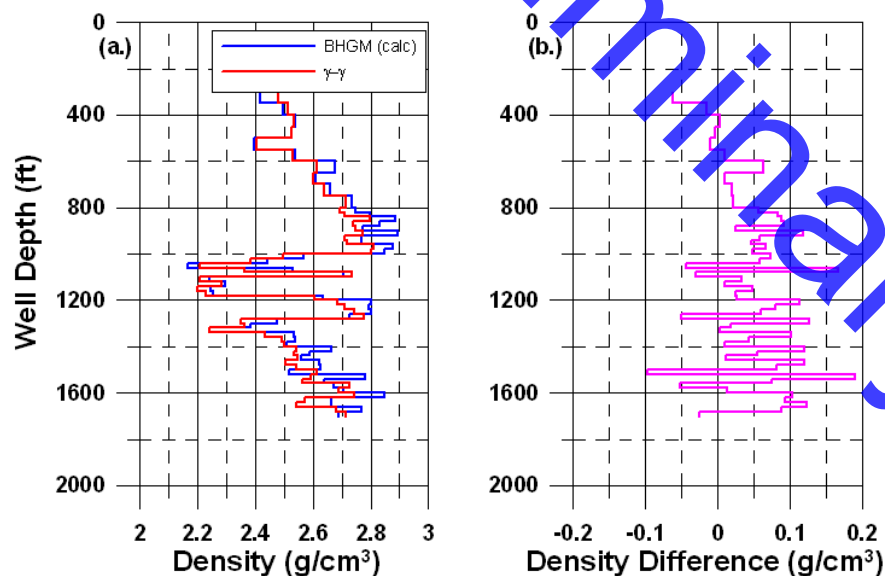 (a.)
BHGM (calc)
γ-γ
0
400
800
1200
1600
2000
Well Depth (ft)
2 2.2 2.4 2.6 2.8 3
Density (g/cm³)
(b.)
0
400
800
1200
1600
2000
-0.2 -0.1 0 0.1 0.2
Density Difference (g/cm³)
minar